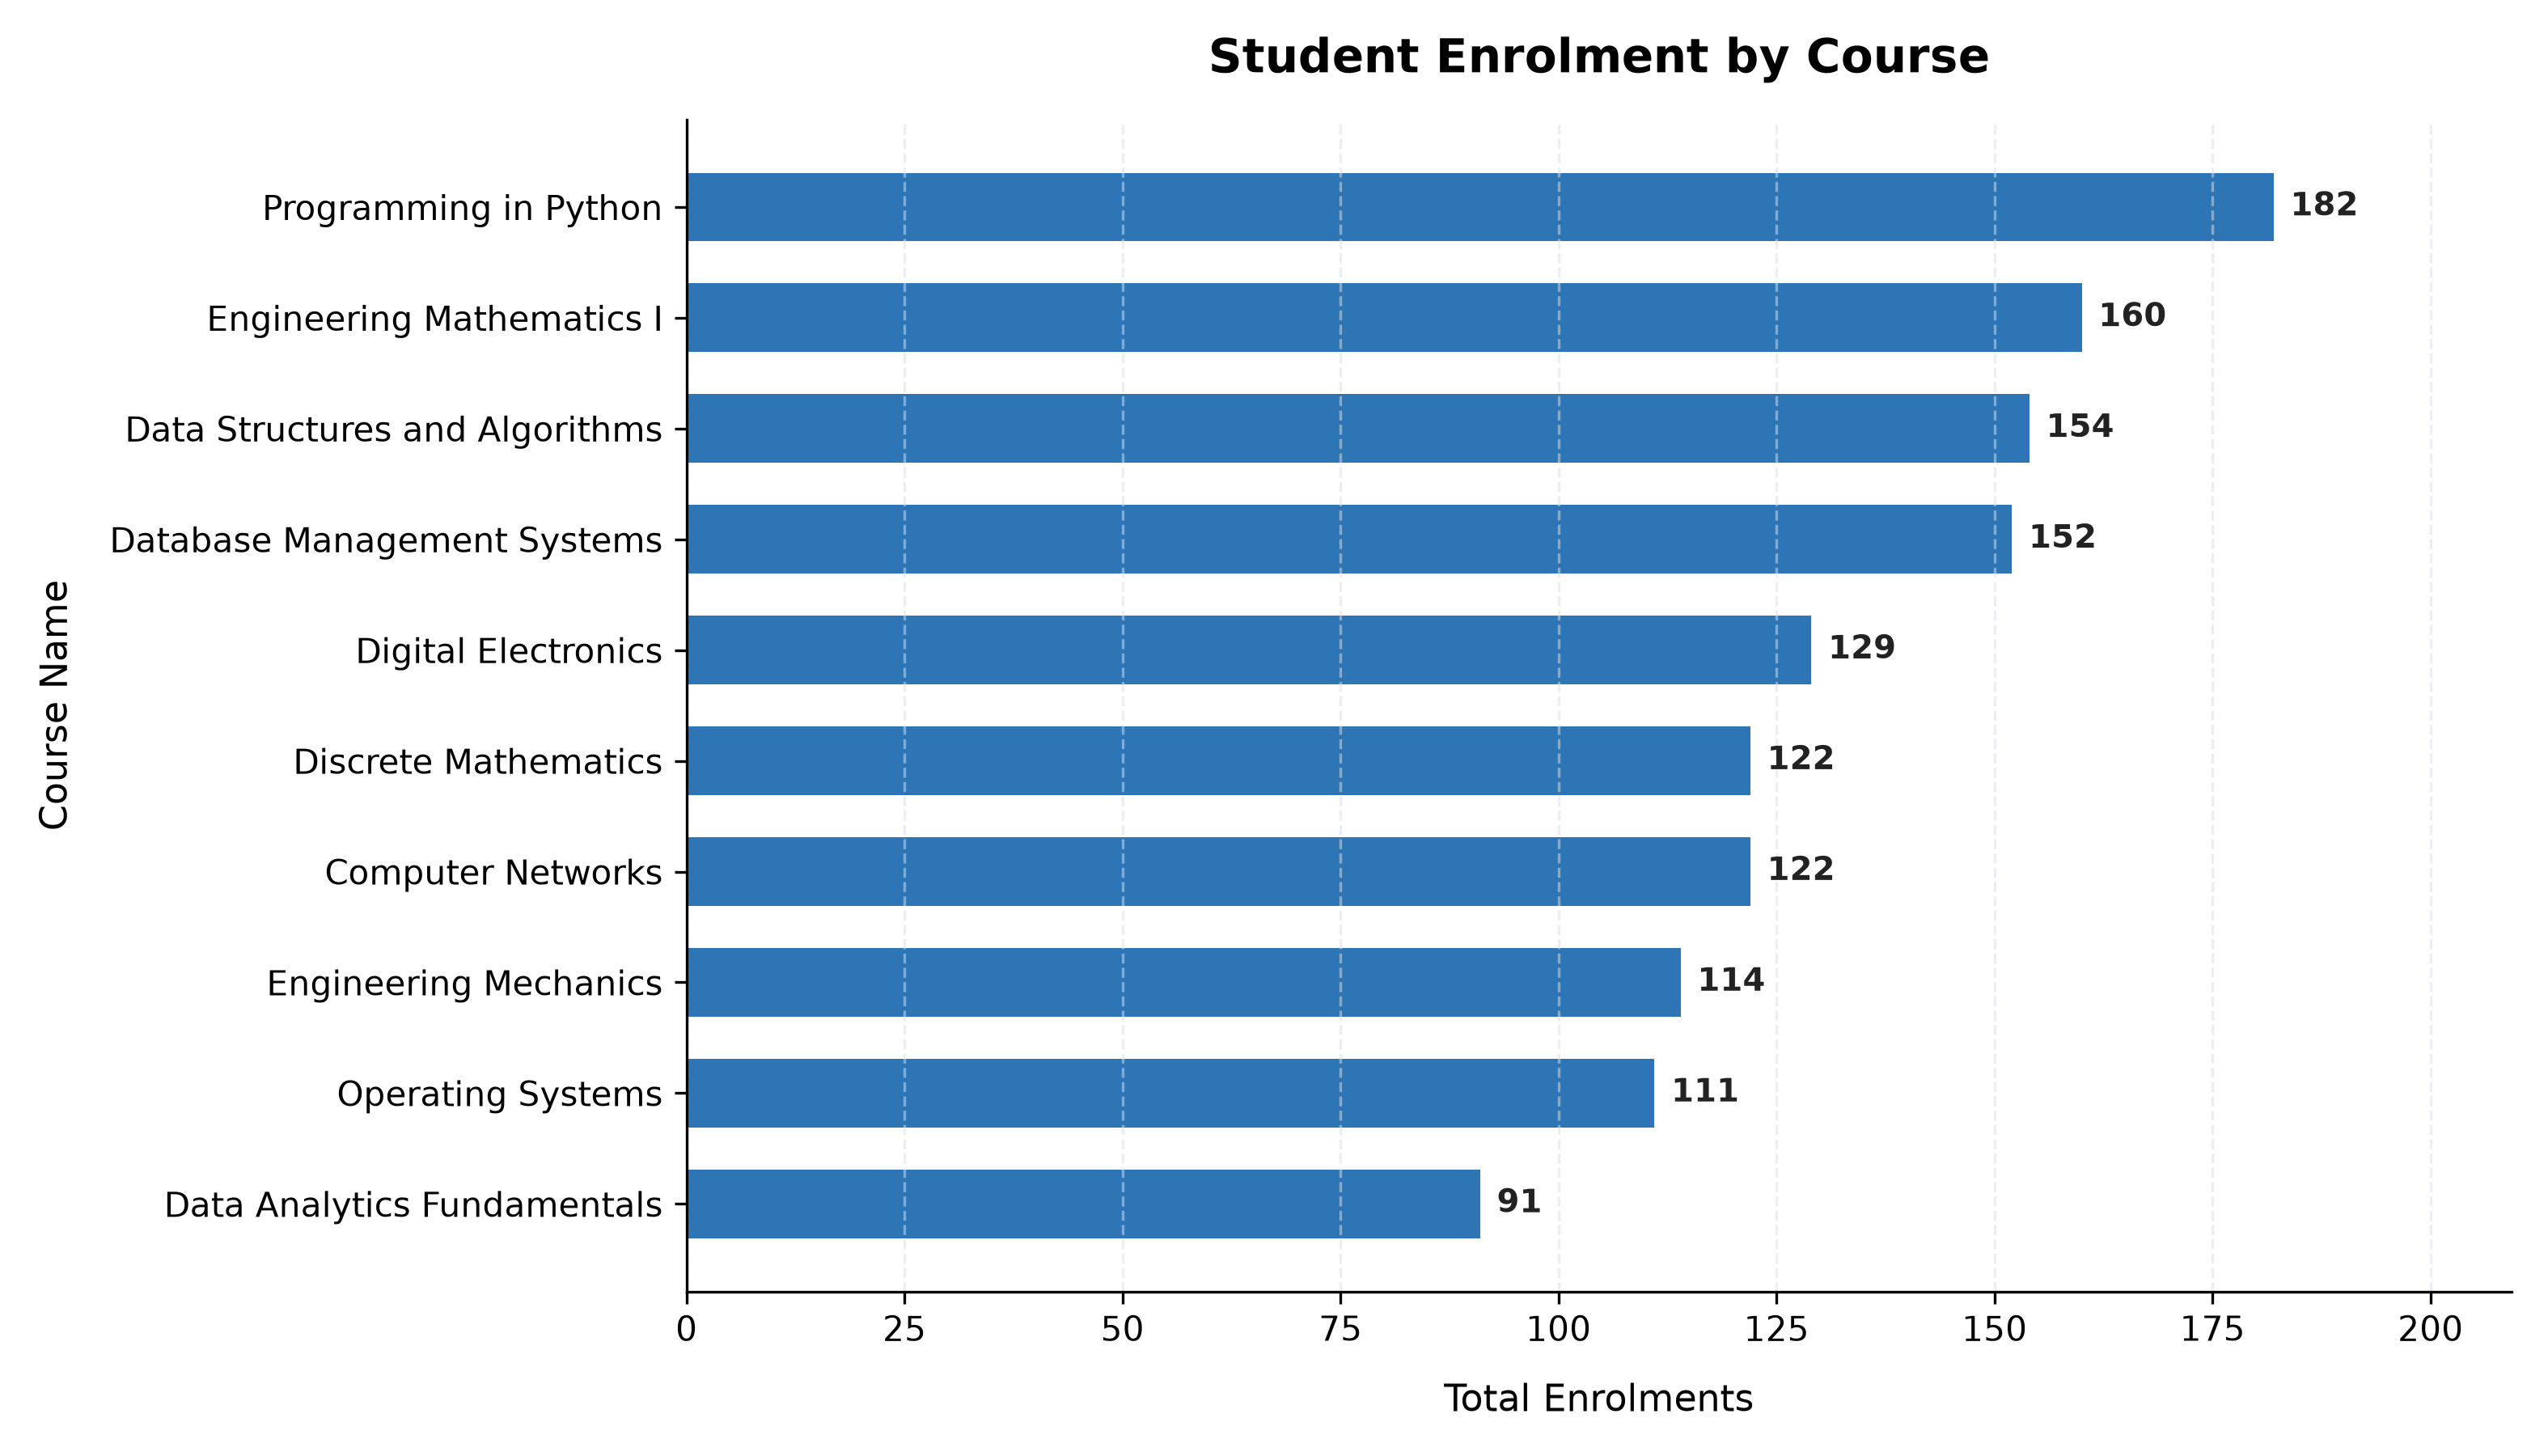 Student Enrolment by Course
Course Name
Programming in Python 182
Engineering Mathematics I 160
Data Structures and Algorithms 154
Database Management Systems 152
Digital Electronics 129
Discrete Mathematics 122
Computer Networks 122
Engineering Mechanics 114
Operating Systems 111
Data Analytics Fundamentals 91
0 25 50 75 100 125 150 175 200
Total Enrolments